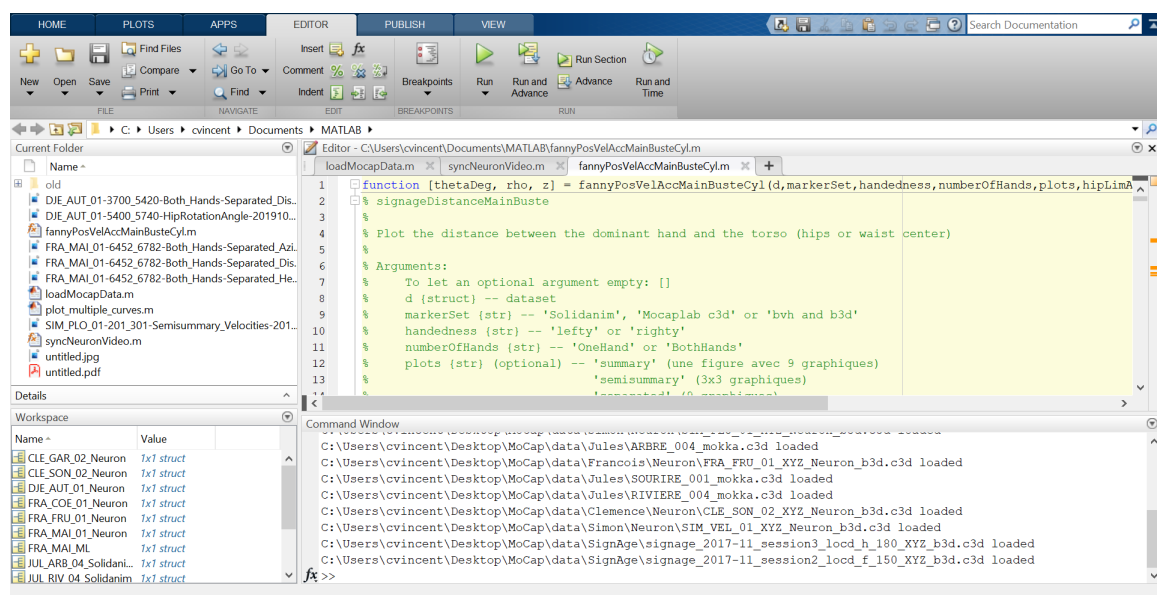 HOME PLOTS APPS EDITOR PUBLISH VIEW Search Documentation
Find Files Insert fx
Compare Go To Comment Run Section
New Open Save Print Find Indent Breakpoints Run Run and Advance Advance Run and Time
FILE NAVIGATE EDIT BREAKPOINTS RUN
C: Users cvincent Documents MATLAB
Current Folder
Name
old
DJE_AUT_01-3700_5420-Both_Hands-Separated_Dis...
DJE_AUT_01-5400_5740-HipRotationAngle-201910...
fannyPosVelAccMainBusteCyl.m
FRA_MAI_01-6452_6782-Both_Hands-Separated_Azi...
FRA_MAI_01-6452_6782-Both_Hands-Separated_Dis...
FRA_MAI_01-6452_6782-Both_Hands-Separated_He...
loadMocapData.m
plot_multiple_curves.m
SIM_PLO_01-201_301-Semisummary_Velocities-201...
syncNeuronVideo.m
untitled.jpg
untitled.pdf
Details
Workspace
Name Value
CLE_GAR_02_Neuron 1x1 struct
CLE_SON_02_Neuron 1x1 struct
DJE_AUT_01_Neuron 1x1 struct
FRA_COE_01_Neuron 1x1 struct
FRA_FRU_01_Neuron 1x1 struct
FRA_MAI_01_Neuron 1x1 struct
FRA_MAI_ML 1x1 struct
JUL_ARB_04_Solidani... 1x1 struct
JUL_RIV_04_Solidanim 1x1 struct
Editor - C:\Users\cvincent\Documents\MATLAB\fannyPosVelAccMainBusteCyl.m
loadMocapData.m syncNeuronVideo.m fannyPosVelAccMainBusteCyl.m
1 function [thetaDeg, rho, z] = fannyPosVelAccMainBusteCyl(d,markerSet,handedness,numberOfHands,plots,hipLimA
2 % signageDistanceMainBuste
3 %
4 % Plot the distance between the dominant hand and the torso (hips or waist center)
5 %
6 % Arguments:
7 % To let an optional argument empty: []
8 % d {struct} -- dataset
9 % markerSet {str} -- 'Solidanim', 'Mocaplab c3d' or 'bvh and b3d'
10 % handedness {str} -- 'lefty' or 'righty'
11 % numberOfHands {str} -- 'OneHand' or 'BothHands'
12 % plots {str} (optional) -- 'summary' (une figure avec 9 graphiques)
13 % 'semisummary' (3x3 graphiques)
Command Window
C:\Users\cvincent\Desktop\MoCap\data\Jules\ARBRE_004_mokka.c3d loaded
C:\Users\cvincent\Desktop\MoCap\data\Francois\Neuron\FRA_FRU_01_XYZ_Neuron_b3d.c3d loaded
C:\Users\cvincent\Desktop\MoCap\data\Jules\SOURIRE_001_mokka.c3d loaded
C:\Users\cvincent\Desktop\MoCap\data\Jules\RIVIERE_004_mokka.c3d loaded
C:\Users\cvincent\Desktop\MoCap\data\Clemence\Neuron\CLE_SON_02_XYZ_Neuron_b3d.c3d loaded
C:\Users\cvincent\Desktop\MoCap\data\Simon\Neuron\SIM_VEL_01_XYZ_Neuron_b3d.c3d loaded
C:\Users\cvincent\Desktop\MoCap\data\SignAge\signage_2017-11_session3_locd_h_180_XYZ_b3d.c3d loaded
C:\Users\cvincent\Desktop\MoCap\data\SignAge\signage_2017-11_session2_locd_f_150_XYZ_b3d.c3d loaded
fx >>